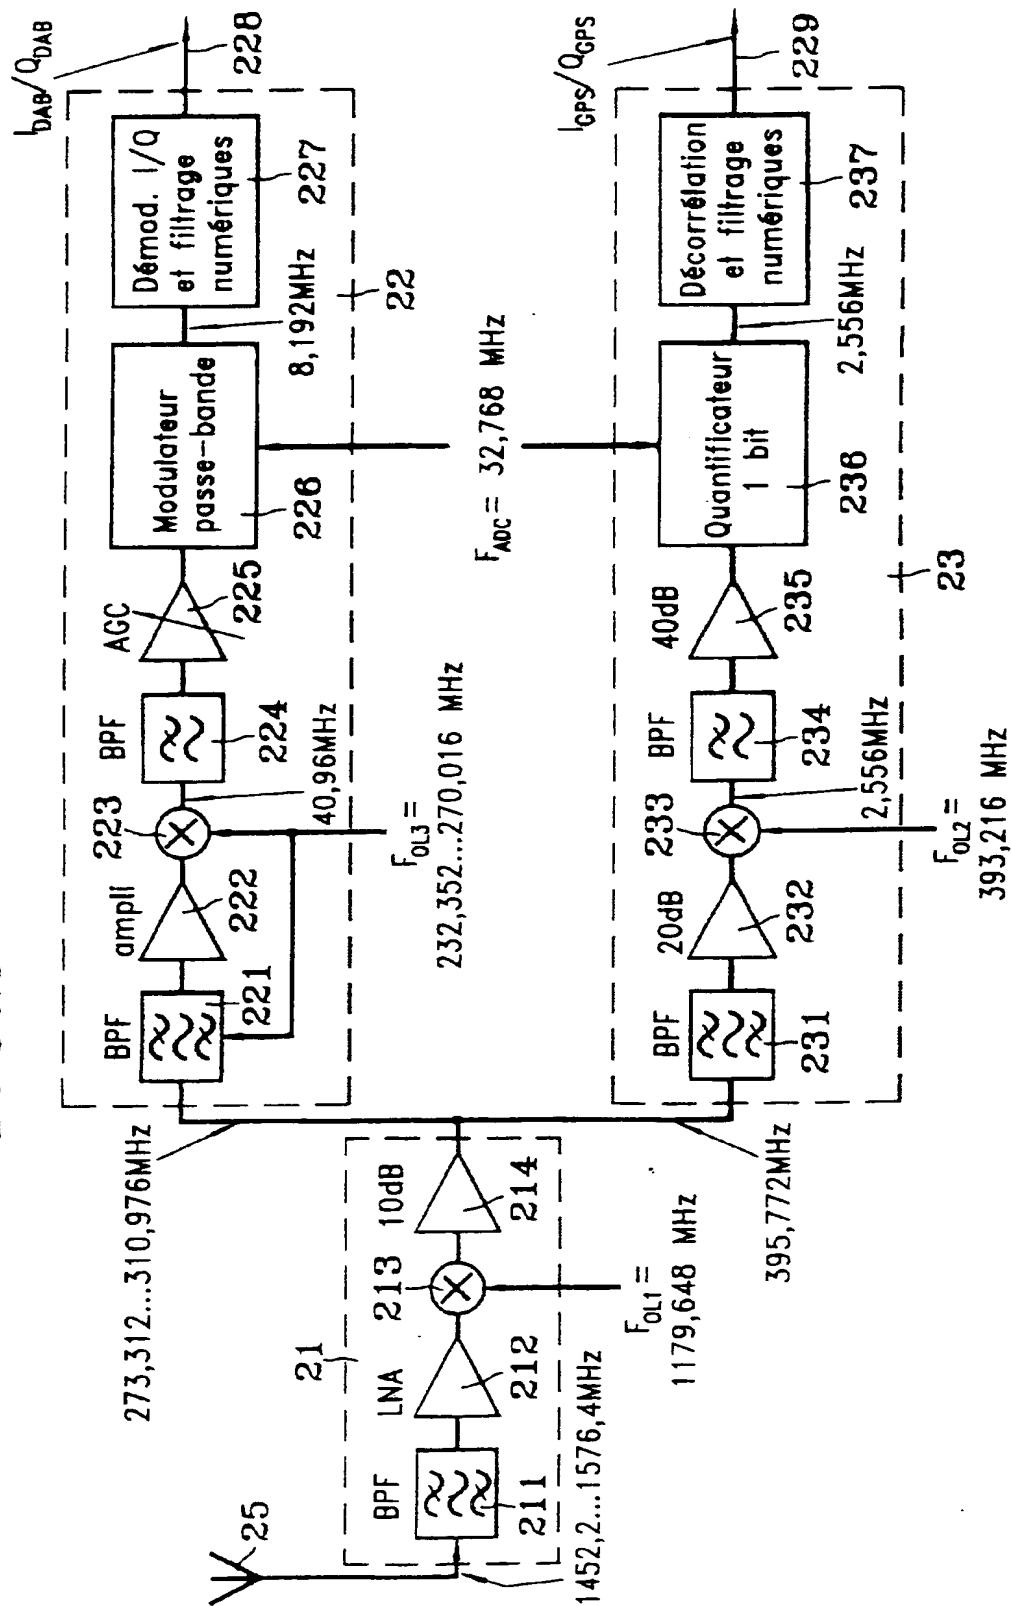 I_DAB/Q_DAB
228
Démod. I/Q
et filtrage
numériques
227
8,192MHz
22
Modulateur
passe-bande
226
AGC
225
BPF
224
40,96MHz
223
F_OL3=
232,352...270,016 MHz
ampli
222
BPF
221
273,312...310,976MHz
F_ADC= 32,768 MHz
25
1452,2...1576,4MHz
21
BPF
211
LNA
212
213
F_OL1=
1179,648 MHz
10dB
214
395,772MHz
BPF
231
20dB
232
233
F_OL2=
393,216 MHz
2,556MHz
BPF
234
40dB
235
Quantificateur
1 bit
236
2,556MHz
23
Décorrélation
et filtrage
numériques
237
I_GPS/Q_GPS
229